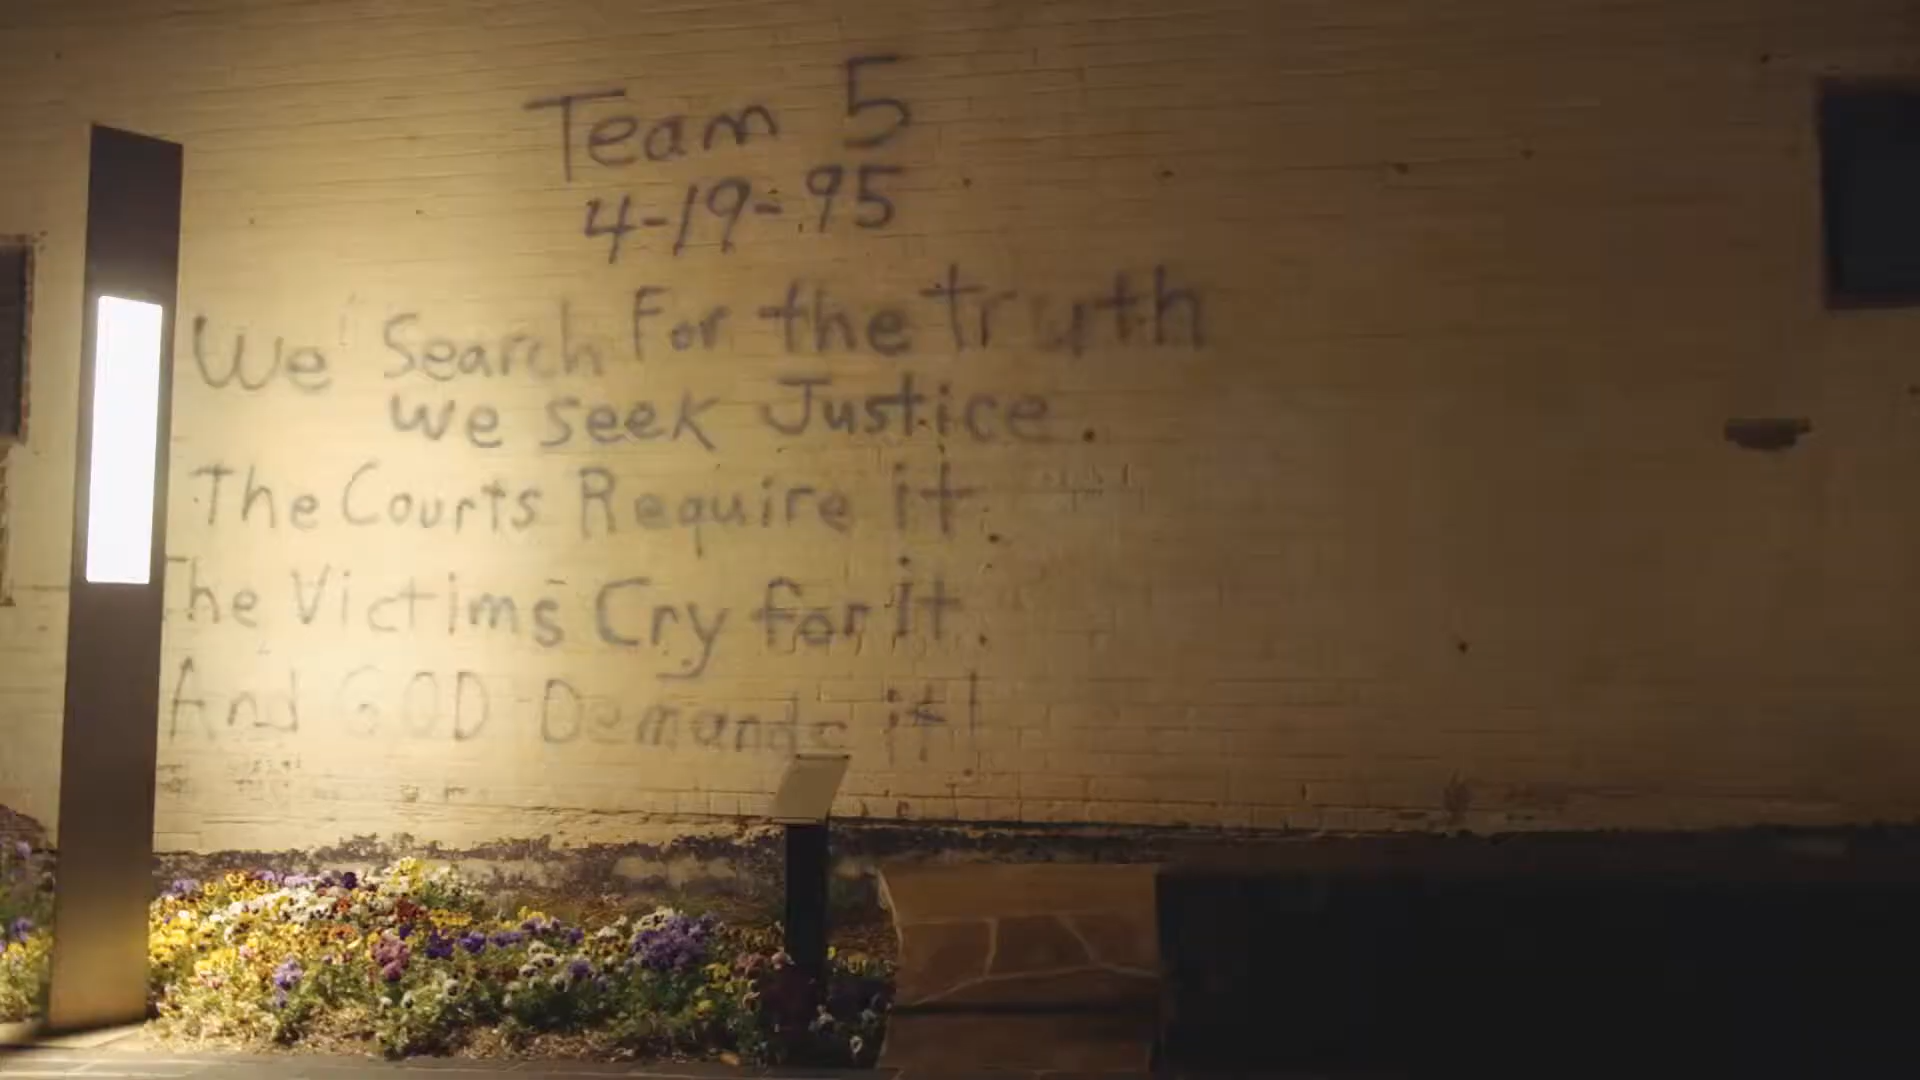 Team 5
4-19-95
We Search For the truth
We seek Justice.
The Courts Require it.
The Victims Cry for it.
And GOD Demands it!